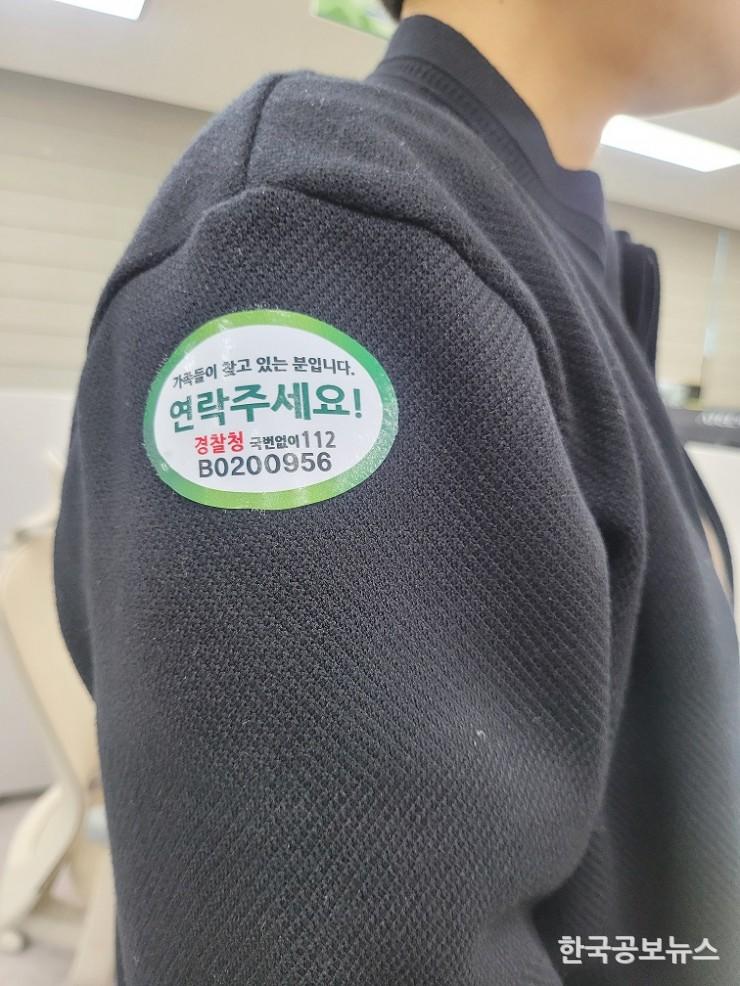 가족들이 찾고 있는 분입니다.
연락주세요!
경찰청 국번없이112
B0200956
한국공보뉴스